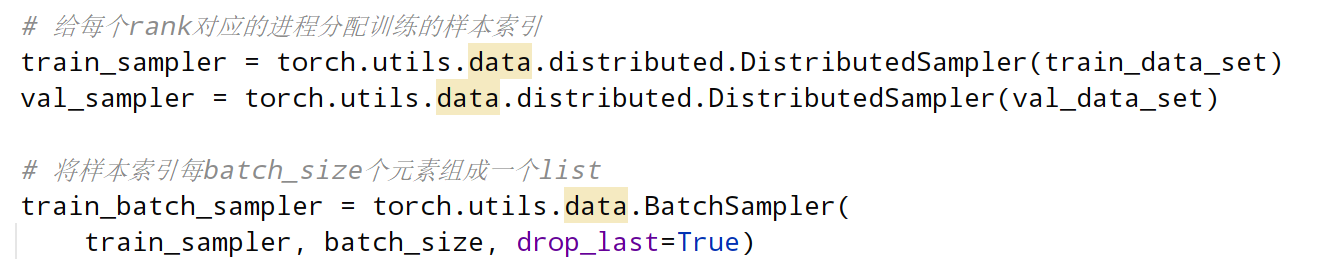 # 给每个rank对应的进程分配训练的样本索引
train_sampler = torch.utils.data.distributed.DistributedSampler(train_data_set)
val_sampler = torch.utils.data.distributed.DistributedSampler(val_data_set)
# 将样本索引每batch_size个元素组成一个list
train_batch_sampler = torch.utils.data.BatchSampler(
train_sampler, batch_size, drop_last=True)